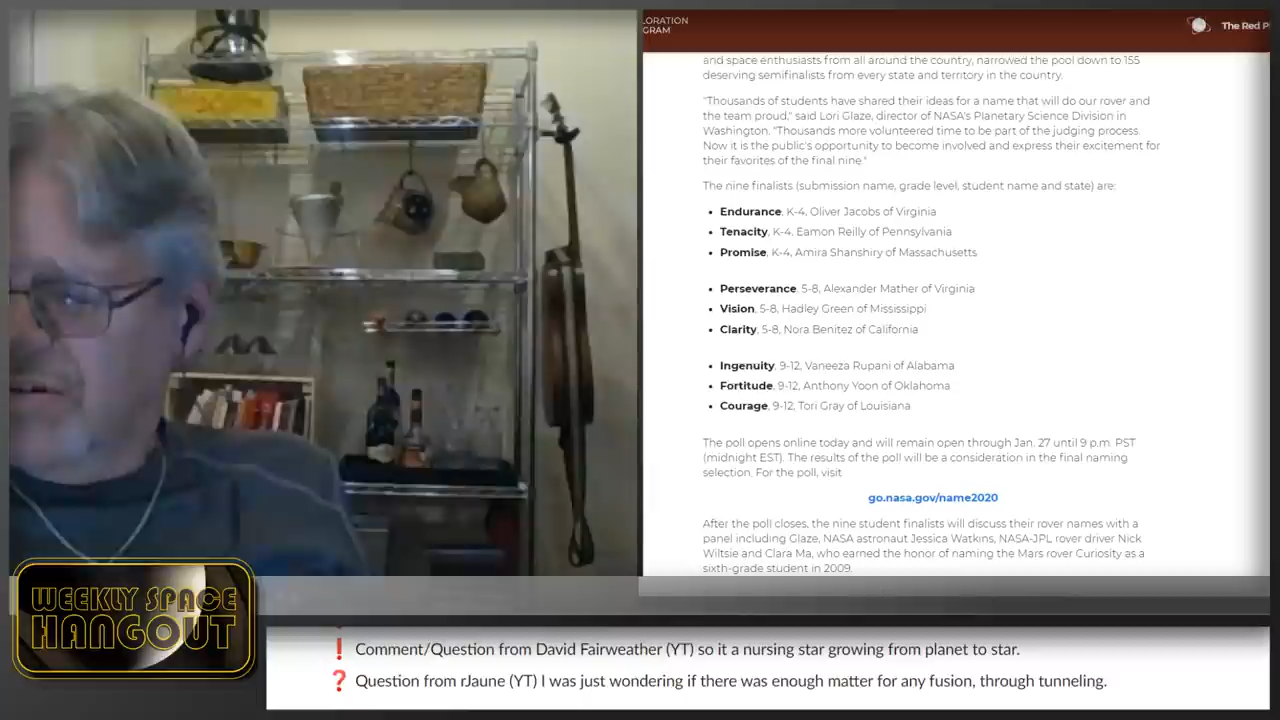 LORATION
GRAM
The Red P
and space enthusiasts from all around the country, narrowed the pool down to 155
deserving semifinalists from every state and territory in the country.
"Thousands of students have shared their ideas for a name that will do our rover and
the team proud," said Lori Glaze, director of NASA's Planetary Science Division in
Washington. "Thousands more volunteered time to be part of the judging process.
Now it is the public's opportunity to become involved and express their excitement for
their favorites of the final nine."
The nine finalists (submission name, grade level, student name and state) are:
• Endurance, K-4, Oliver Jacobs of Virginia
• Tenacity, K-4, Eamon Reilly of Pennsylvania
• Promise, K-4, Amira Shanshiry of Massachusetts
• Perseverance, 5-8, Alexander Mather of Virginia
• Vision, 5-8, Hadley Green of Mississippi
• Clarity, 5-8, Nora Benitez of California
• Ingenuity, 9-12, Vaneeza Rupani of Alabama
• Fortitude, 9-12, Anthony Yoon of Oklahoma
• Courage, 9-12, Tori Gray of Louisiana
The poll opens online today and will remain open through Jan. 27 until 9 p.m. PST
(midnight EST). The results of the poll will be a consideration in the final naming
selection. For the poll, visit
go.nasa.gov/name2020
After the poll closes, the nine student finalists will discuss their rover names with a
panel including Glaze, NASA astronaut Jessica Watkins, NASA-JPL rover driver Nick
Wiltsie and Clara Ma, who earned the honor of naming the Mars rover Curiosity as a
sixth-grade student in 2009.
WEEKLY SPACE
HANGOUT
❗ Comment/Question from David Fairweather (YT) so it a nursing star growing from planet to star.
❓ Question from rJaune (YT) I was just wondering if there was enough matter for any fusion, through tunneling.